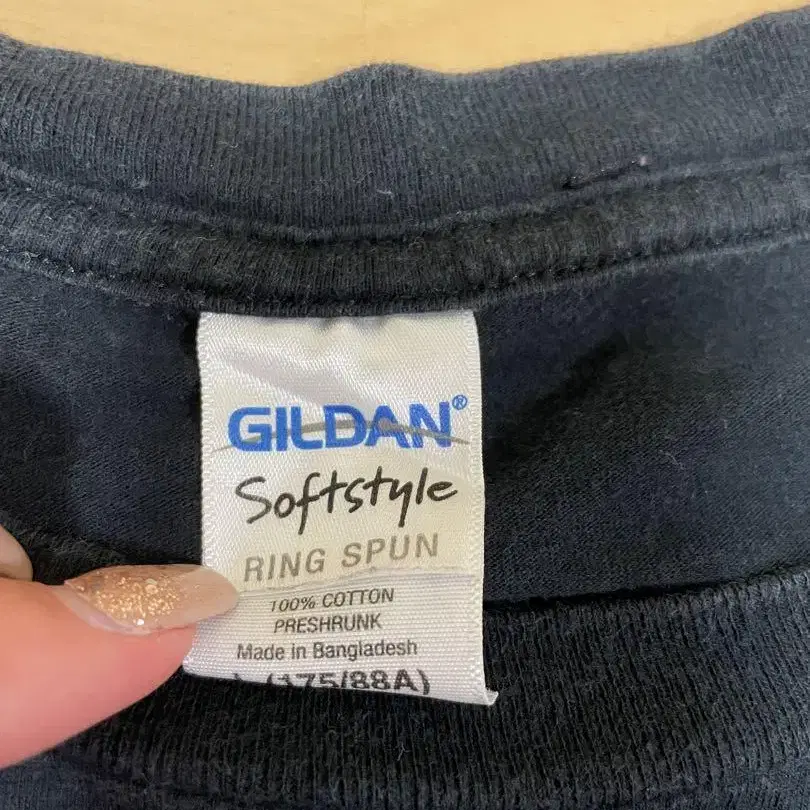 GILDAN®
Softstyle
RING SPUN
100% COTTON
PRESHRUNK
Made in Bangladesh
(175/88A)